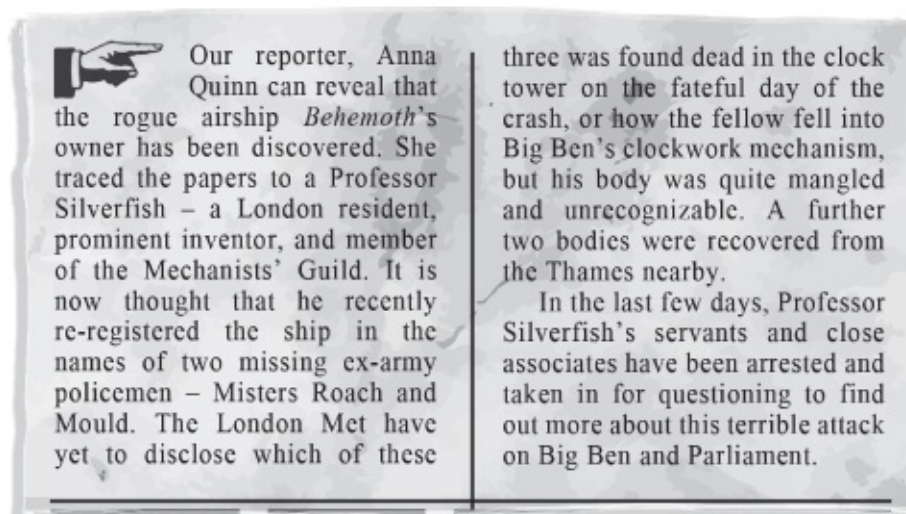 Our reporter, Anna
Quinn can reveal that
the rogue airship Behemoth's
owner has been discovered. She
traced the papers to a Professor
Silverfish – a London resident,
prominent inventor, and member
of the Mechanists' Guild. It is
now thought that he recently
re-registered the ship in the
names of two missing ex-army
policemen – Misters Roach and
Mould. The London Met have
yet to disclose which of these
three was found dead in the clock
tower on the fateful day of the
crash, or how the fellow fell into
Big Ben's clockwork mechanism,
but his body was quite mangled
and unrecognizable. A further
two bodies were recovered from
the Thames nearby.
In the last few days, Professor
Silverfish's servants and close
associates have been arrested and
taken in for questioning to find
out more about this terrible attack
on Big Ben and Parliament.